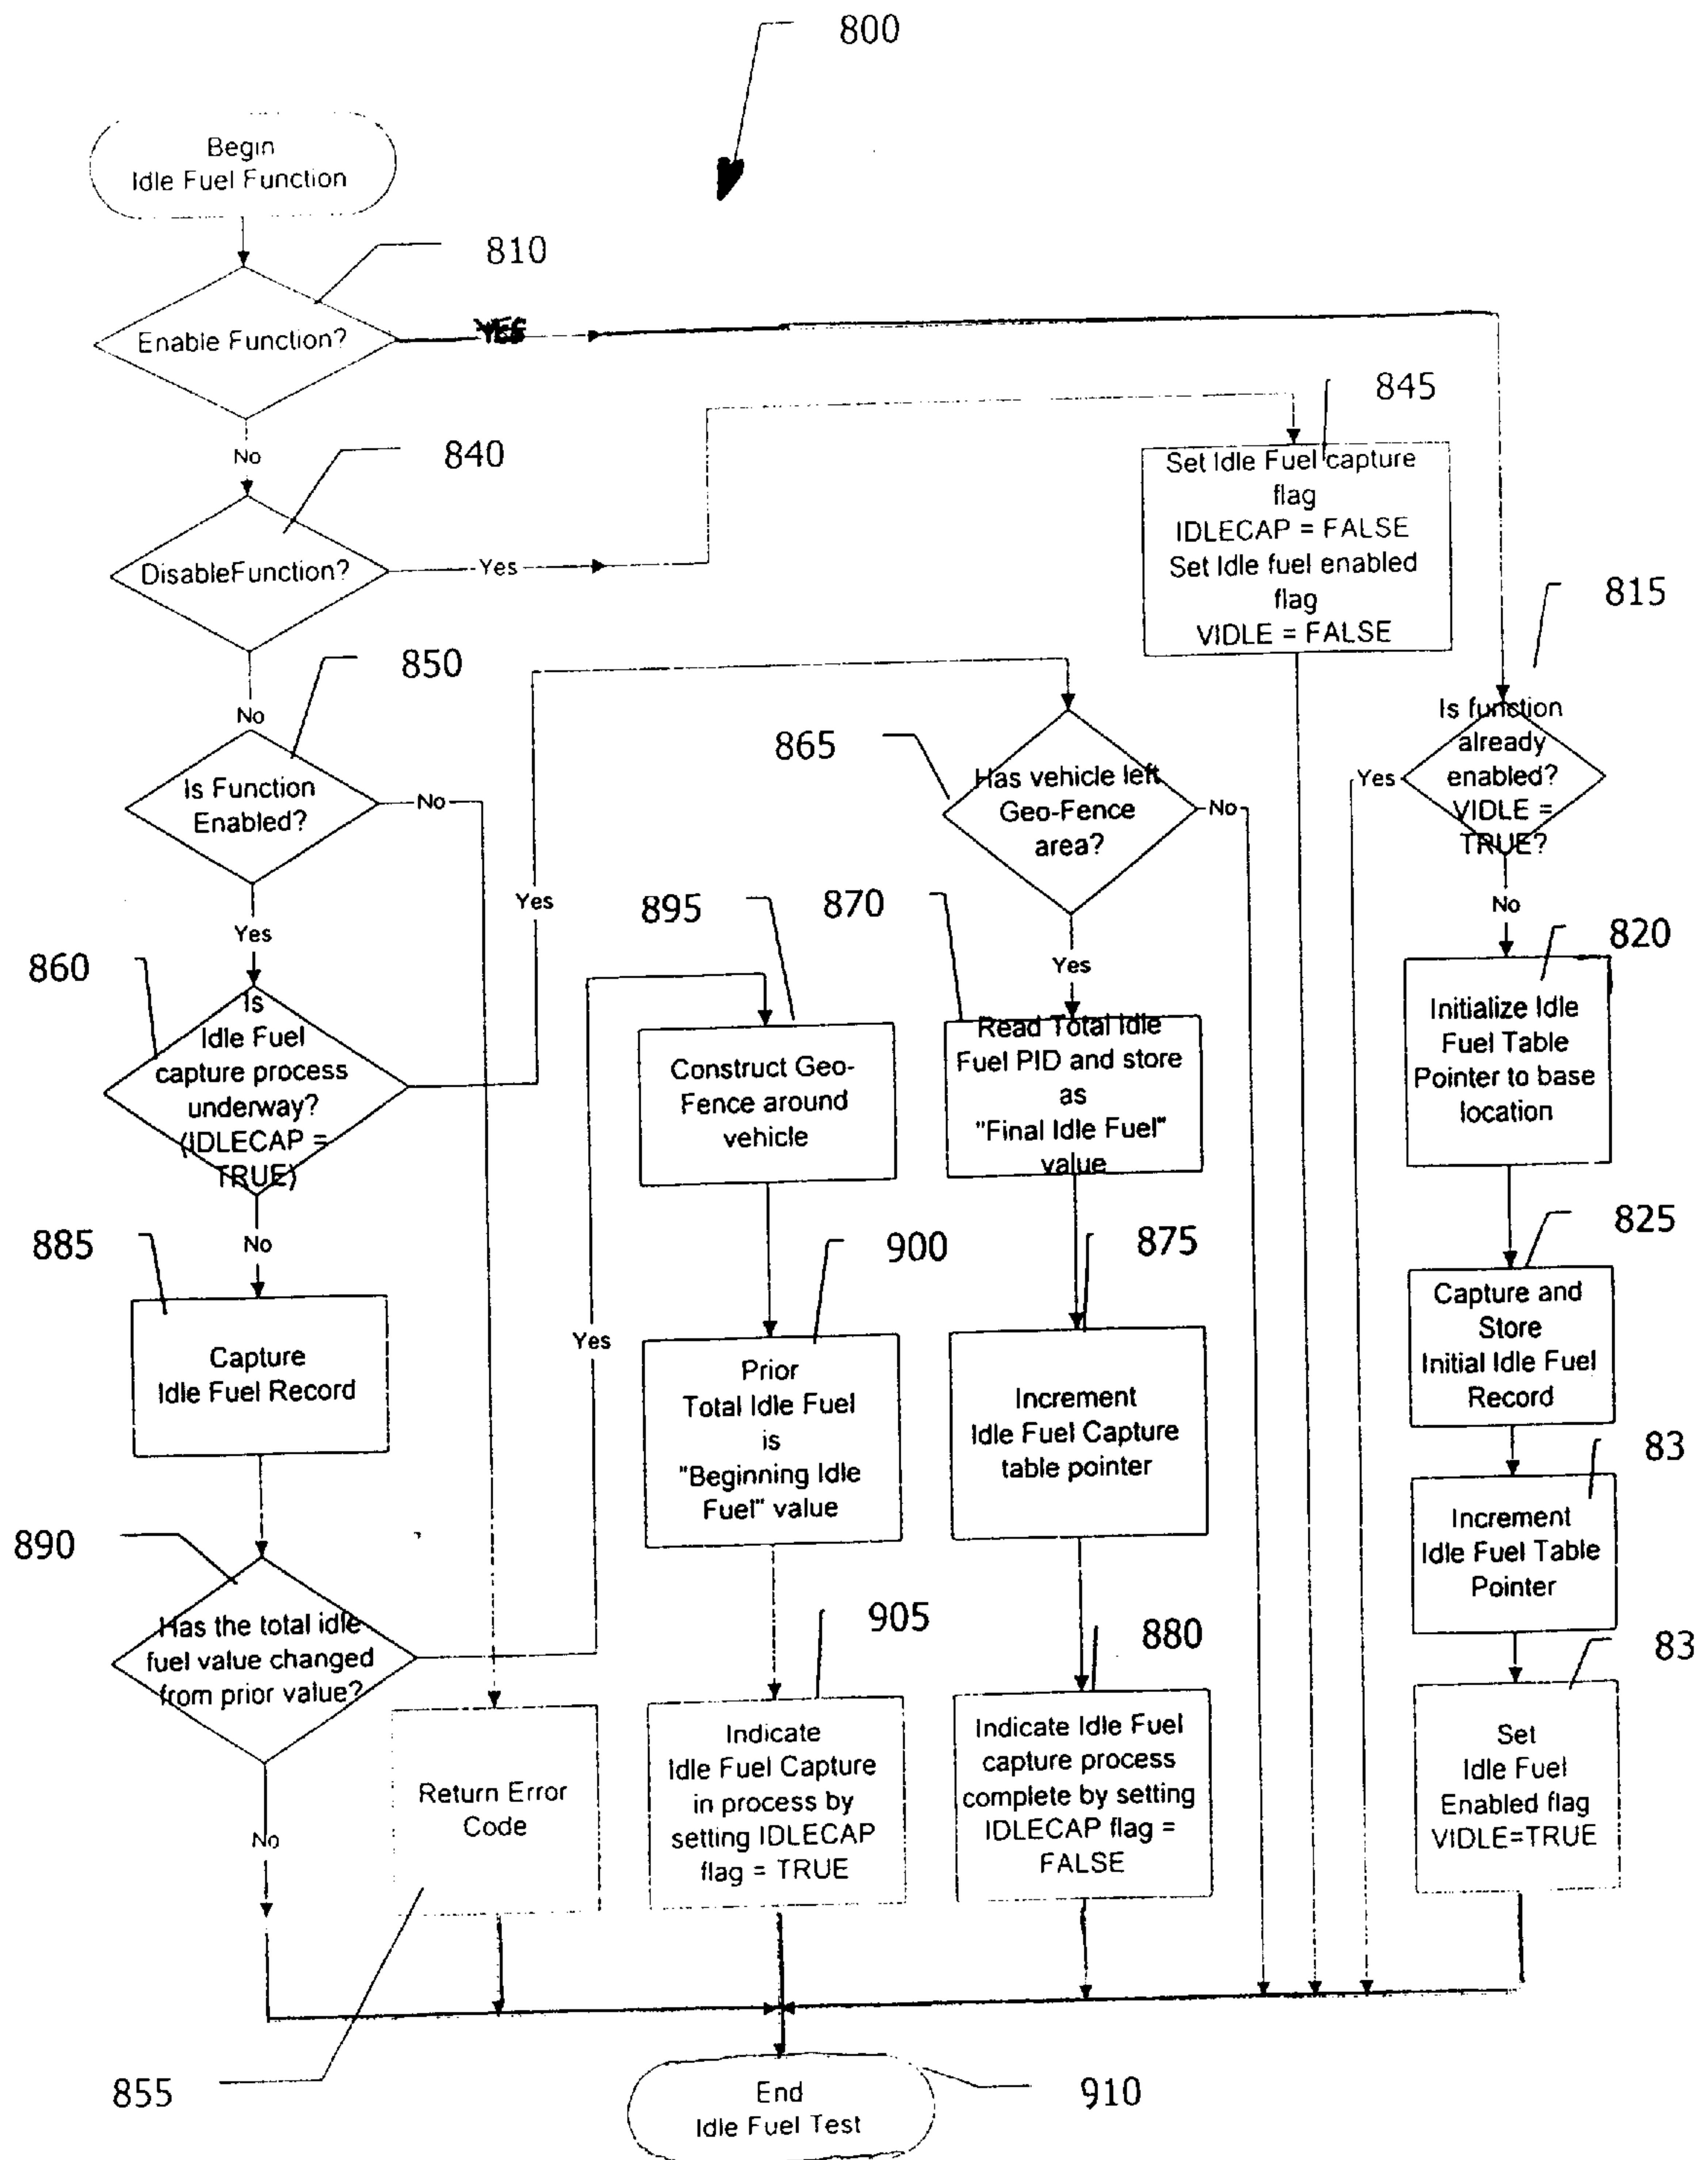 800
Begin
Idle Fuel Function
810
Enable Function?
YES
No
840
DisableFunction?
Yes
845
Set Idle Fuel capture
flag
IDLECAP = FALSE
Set Idle fuel enabled
flag
VIDLE = FALSE
815
Is function
already
enabled?
VIDLE =
TRUE?
Yes
No
No
850
Is Function
Enabled?
No
Yes
865
Has vehicle left
Geo-Fence
area?
No
Yes
860
Is
Idle Fuel
capture process
underway?
(IDLECAP =
TRUE)
Yes
No
895
Construct Geo-
Fence around
vehicle
870
Read Total Idle
Fuel PID and store
as
"Final Idle Fuel"
value
820
Initialize Idle
Fuel Table
Pointer to base
location
885
Capture
Idle Fuel Record
Yes
900
Prior
Total Idle Fuel
is
"Beginning Idle
Fuel" value
875
Increment
Idle Fuel Capture
table pointer
825
Capture and
Store
Initial Idle Fuel
Record
83
Increment
Idle Fuel Table
Pointer
890
Has the total idle
fuel value changed
from prior value?
No
Return Error
Code
905
Indicate
Idle Fuel Capture
in process by
setting IDLECAP
flag = TRUE
880
Indicate Idle Fuel
capture process
complete by setting
IDLECAP flag =
FALSE
83
Set
Idle Fuel
Enabled flag
VIDLE=TRUE
855
End
Idle Fuel Test
910